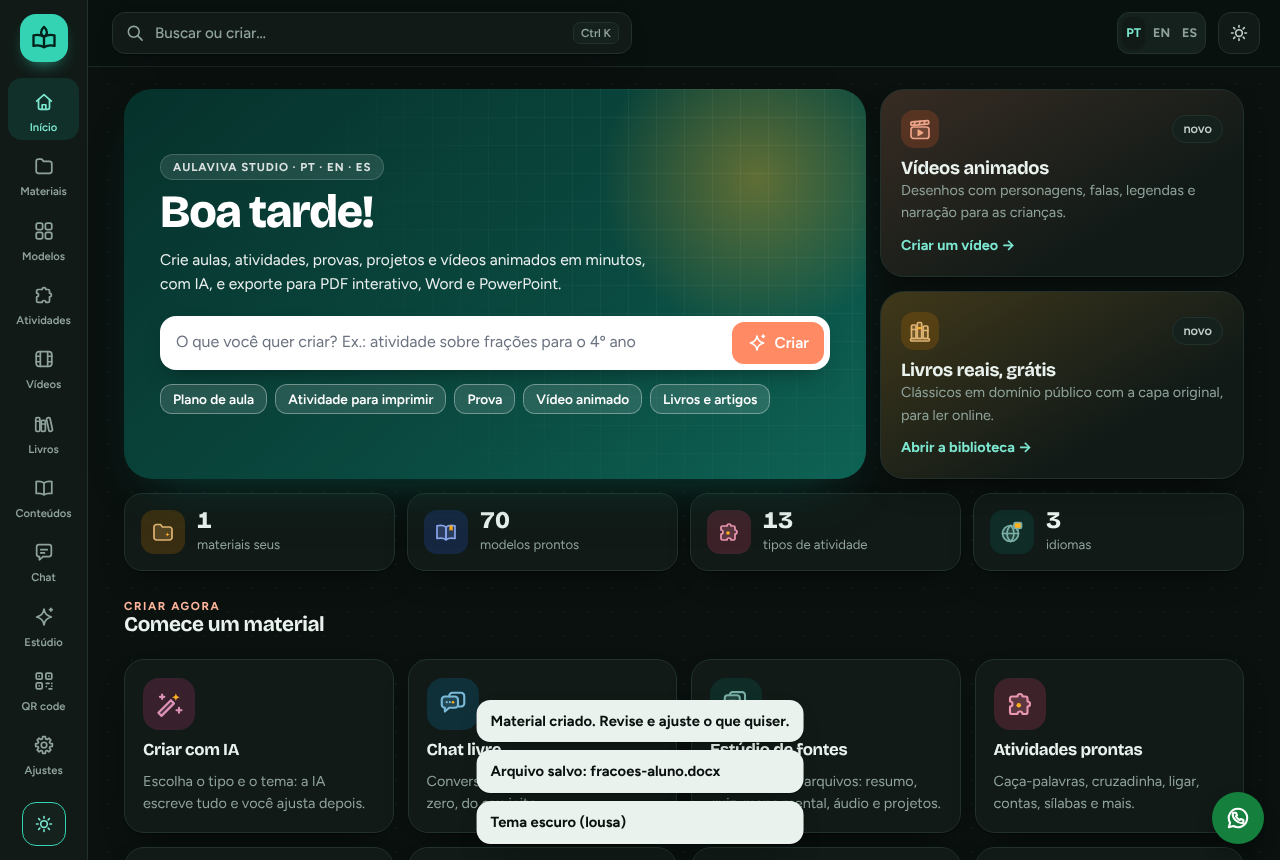 Buscar ou criar...
Ctrl K
PT EN ES
Início
Materiais
Modelos
Atividades
Vídeos
Livros
Conteúdos
Chat
Estúdio
QR code
Ajustes
AULAVIVA STUDIO · PT · EN · ES
Boa tarde!
Crie aulas, atividades, provas, projetos e vídeos animados em minutos,
com IA, e exporte para PDF interativo, Word e PowerPoint.
O que você quer criar? Ex.: atividade sobre frações para o 4º ano
Criar
Plano de aula
Atividade para imprimir
Prova
Vídeo animado
Livros e artigos
novo
Vídeos animados
Desenhos com personagens, falas, legendas e
narração para as crianças.
Criar um vídeo →
novo
Livros reais, grátis
Clássicos em domínio público com a capa original,
para ler online.
Abrir a biblioteca →
1
materiais seus
70
modelos prontos
13
tipos de atividade
3
idiomas
CRIAR AGORA
Comece um material
Criar com IA
Escolha o tipo e o tema: a IA
escreve tudo e você ajusta depois.
Chat livre
zero, do
Estúdio de fontes
arquivos: resumo,
áudio e projetos.
Atividades prontas
Caça-palavras, cruzadinha, ligar,
contas, sílabas e mais.
Material criado. Revise e ajuste o que quiser.
Arquivo salvo: fracoes-aluno.docx
Tema escuro (lousa)